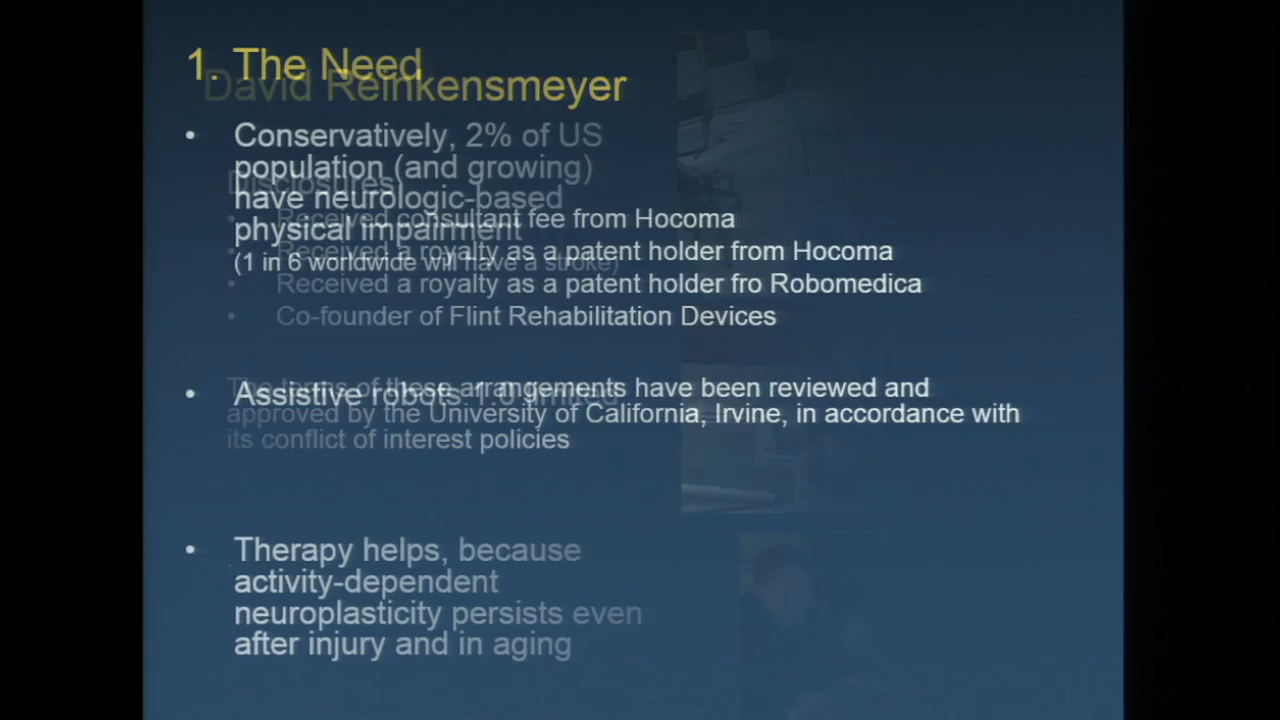 1. The Need
David Reinkensmeyer
• Conservatively, 2% of US
population (and growing)
have neurologic-based
physical impairment
(1 in 6 worldwide will have a stroke)
Disclosures:
• Received consultant fee from Hocoma
• Received a royalty as a patent holder from Hocoma
• Received a royalty as a patent holder fro Robomedica
• Co-founder of Flint Rehabilitation Devices
• Assistive robots 1.0 limited
The terms of these arrangements have been reviewed and
approved by the University of California, Irvine, in accordance with
its conflict of interest policies
• Therapy helps, because
activity-dependent
neuroplasticity persists even
after injury and in aging